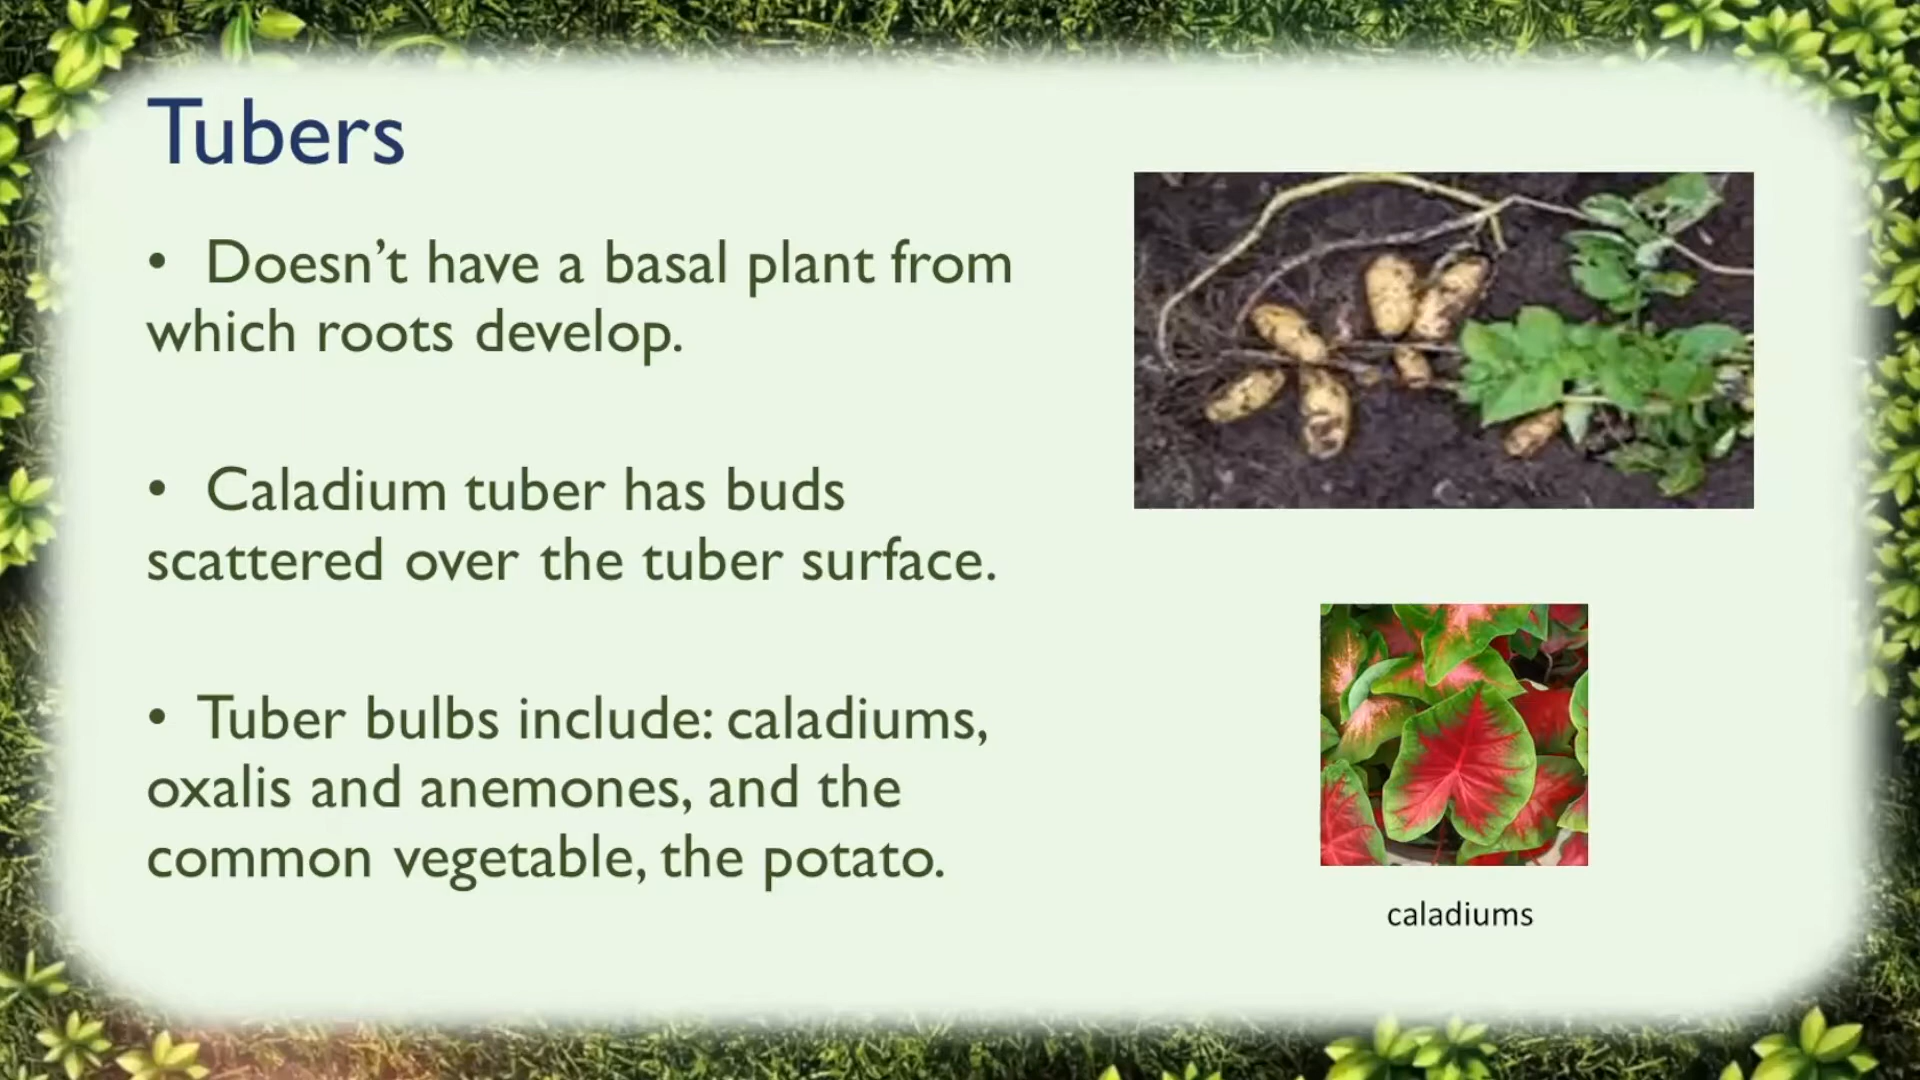 Tubers
• Doesn’t have a basal plant from
which roots develop.
• Caladium tuber has buds
scattered over the tuber surface.
• Tuber bulbs include: caladiums,
oxalis and anemones, and the
common vegetable, the potato.
caladiums